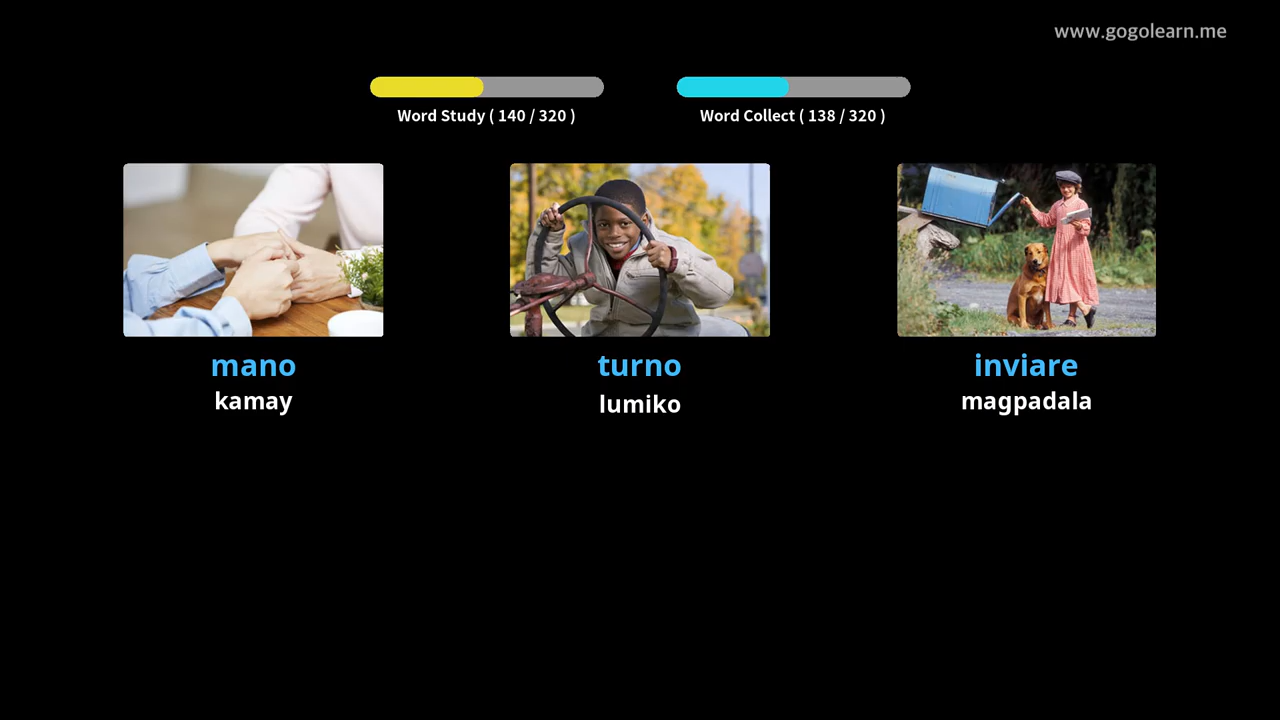 www.gogolearn.me
Word Study ( 140 / 320 )
Word Collect ( 138 / 320 )
mano
kamay
turno
lumiko
inviare
magpadala